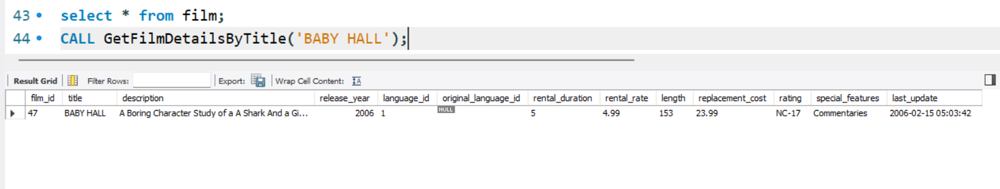 43 select * from film;
44 CALL GetFilmDetailsByTitle('BABY HALL');
Result Grid Filter Rows: Export: Wrap Cell Content: IA
film_id title description release_year language_id original_language_id rental_duration rental_rate length replacement_cost rating special_features last_update
47 BABY HALL A Boring Character Study of a A Shark And a Gi... 2006 1 NULL 5 4.99 153 23.99 NC-17 Commentaries 2006-02-15 05:03:42